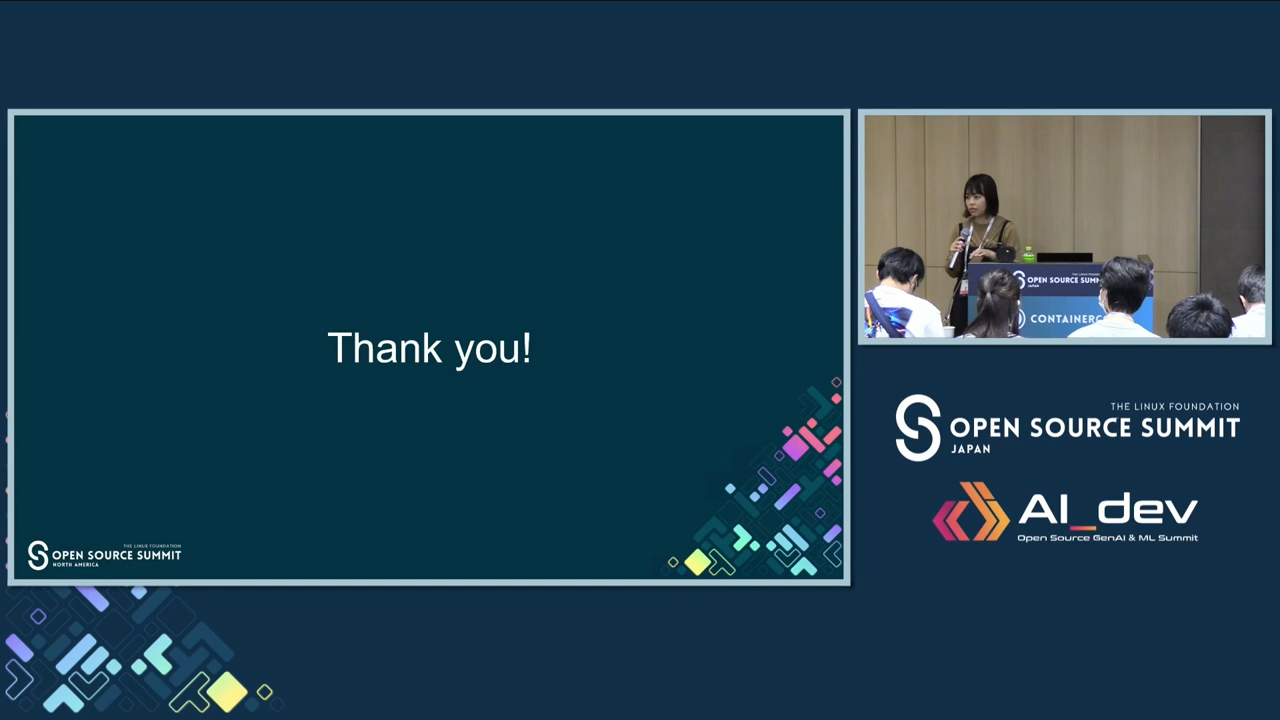 Thank you!
THE LINUX FOUNDATION
OPEN SOURCE SUMMIT
NORTH AMERICA
OPEN SOURCE SUMM
JAPAN
CONTAINERC
THE LINUX FOUNDATION
OPEN SOURCE SUMMIT
JAPAN
AI_dev
Open Source GenAI & ML Summit